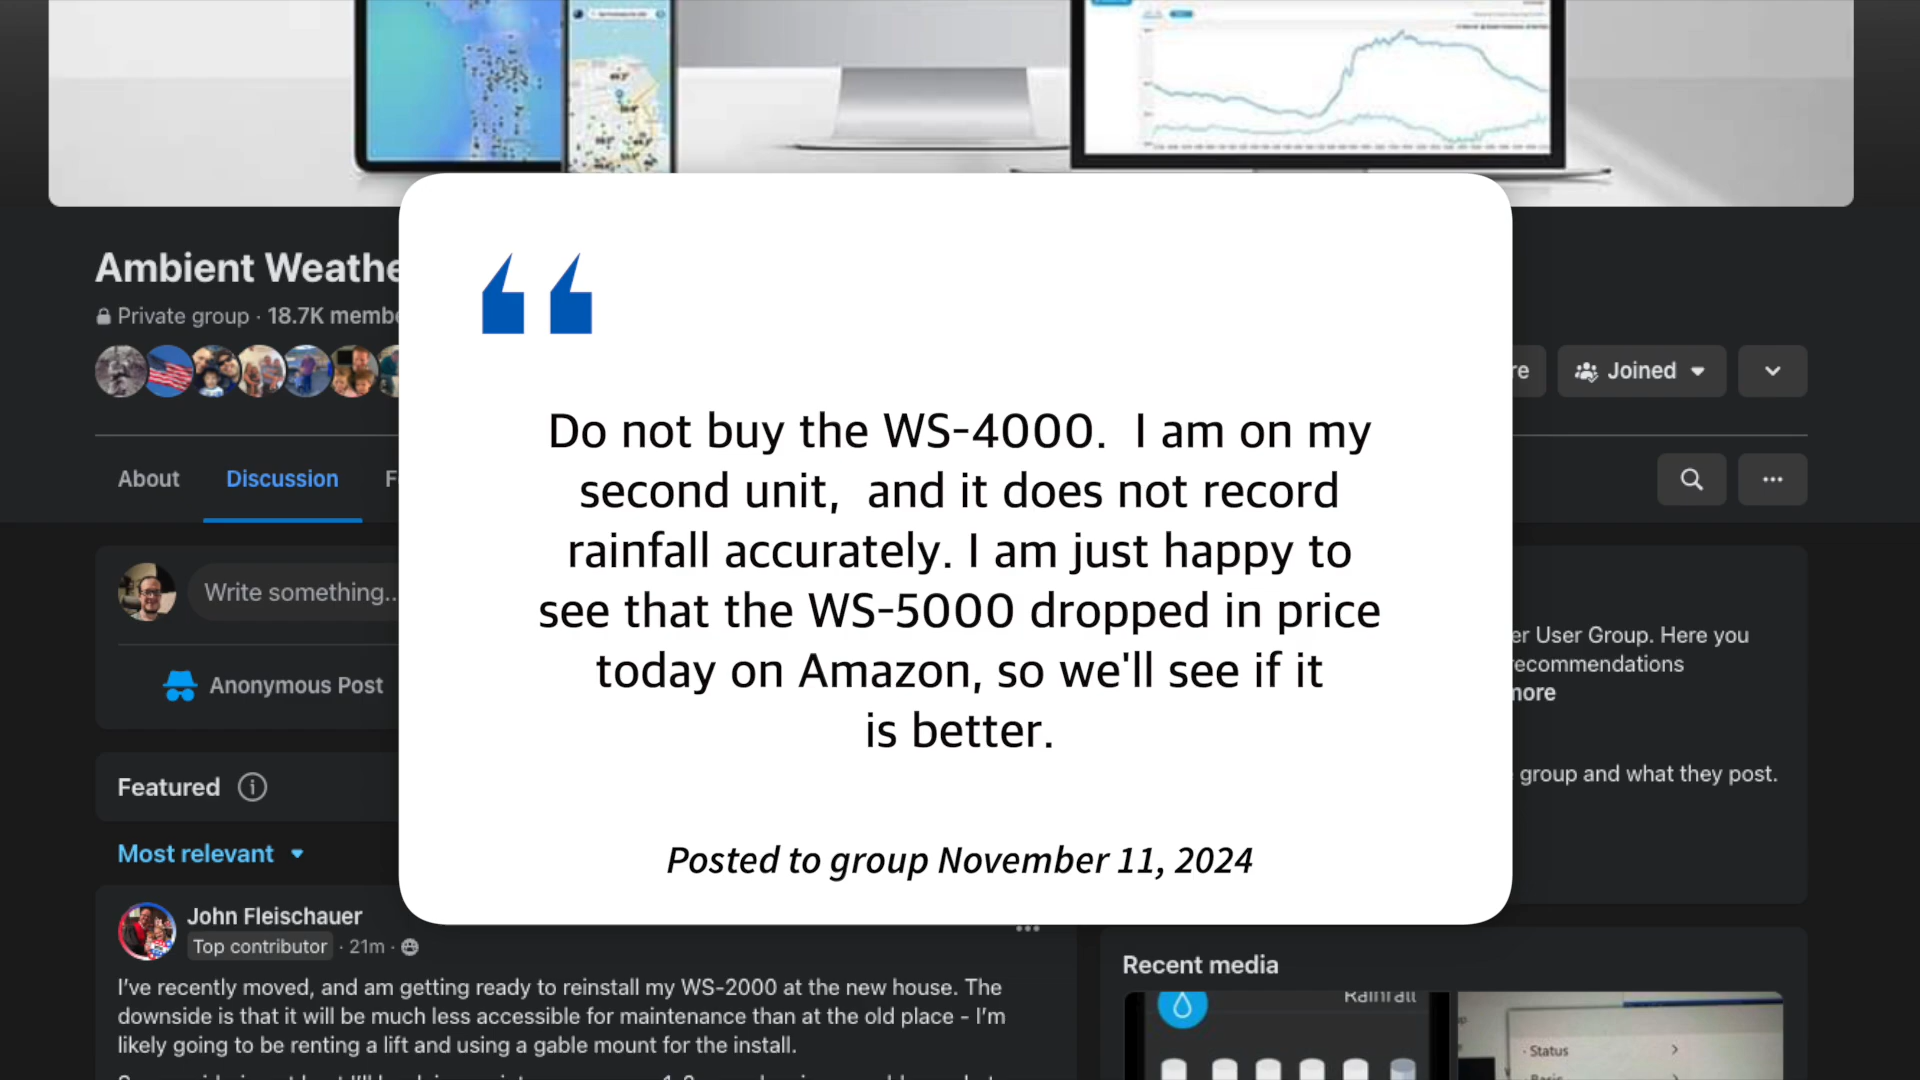 Ambient Weathe
Private group · 18.7K membe
re
Joined
About
Discussion
F
Write something..
Anonymous Post
Featured
Most relevant
John Fleischauer
Top contributor · 21m ·
I've recently moved, and am getting ready to reinstall my WS-2000 at the new house. The
downside is that it will be much less accessible for maintenance than at the old place - I'm
likely going to be renting a lift and using a gable mount for the install.
Do not buy the WS-4000.  I am on my
second unit,  and it does not record
rainfall accurately. I am just happy to
see that the WS-5000 dropped in price
today on Amazon, so we'll see if it
is better.
Posted to group November 11, 2024
er User Group. Here you
recommendations
more
group and what they post.
Recent media
Rainfall
Status
Basic